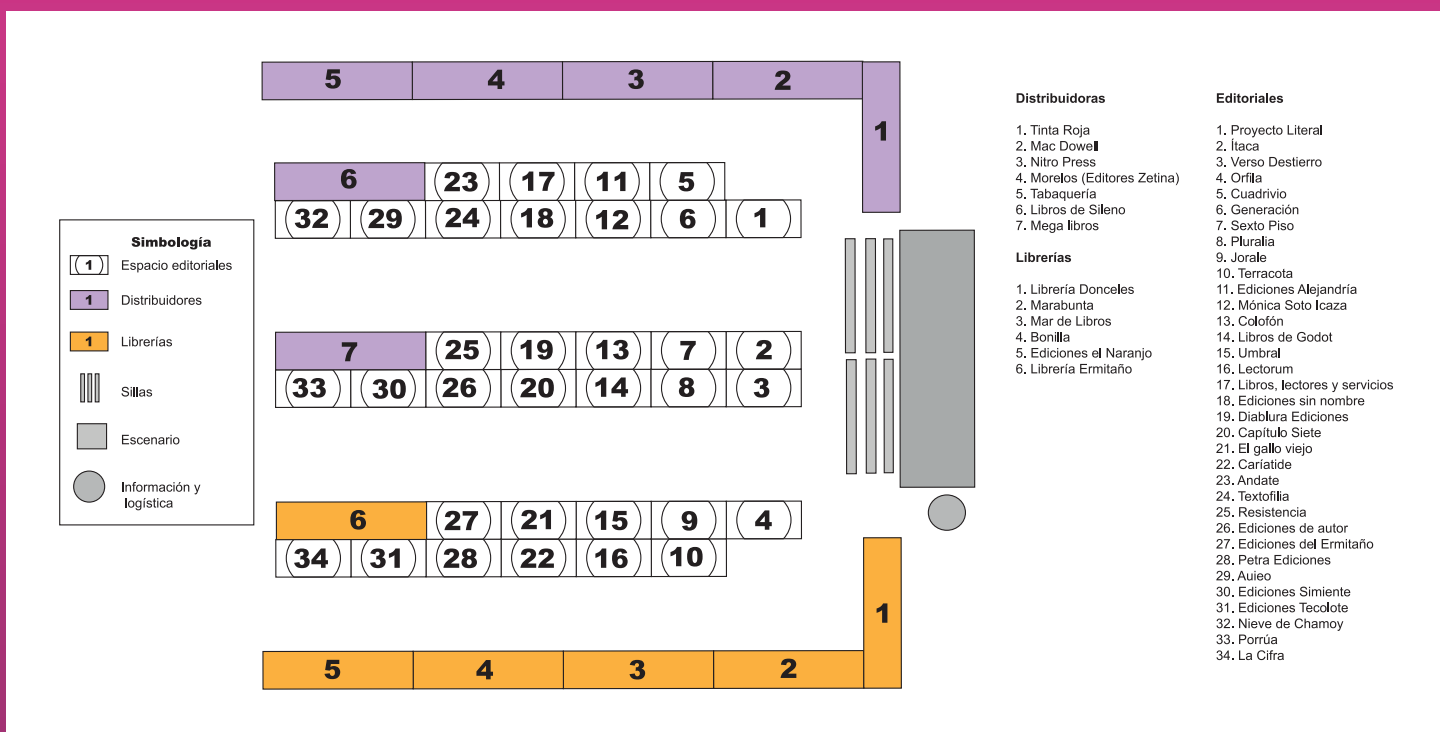 5 4 3 2
1
6 23 17 11 5
32 29 24 18 12 6 1
Simbología
1 Espacio editoriales
1 Distribuidores
1 Librerías
Sillas
Escenario
Información y
logística
7 25 19 13 7 2
33 30 26 20 14 8 3
6 27 21 15 9 4
34 31 28 22 16 10
1
5 4 3 2
Distribuidoras
1. Tinta Roja
2. Mac Dowell
3. Nitro Press
4. Morelos (Editores Zetina)
5. Tabaquería
6. Libros de Sileno
7. Mega libros
Librerías
1. Librería Donceles
2. Marabunta
3. Mar de Libros
4. Bonilla
5. Ediciones el Naranjo
6. Librería Ermitaño
Editoriales
1. Proyecto Literal
2. Ítaca
3. Verso Destierro
4. Orfila
5. Cuadrivio
6. Generación
7. Sexto Piso
8. Pluralia
9. Jorale
10. Terracota
11. Ediciones Alejandría
12. Mónica Soto Icaza
13. Colofón
14. Libros de Godot
15. Umbral
16. Lectorum
17. Libros, lectores y servicios
18. Ediciones sin nombre
19. Diablura Ediciones
20. Capítulo Siete
21. El gallo viejo
22. Caríatide
23. Andate
24. Textofilia
25. Resistencia
26. Ediciones de autor
27. Ediciones del Ermitaño
28. Petra Ediciones
29. Auieo
30. Ediciones Simiente
31. Ediciones Tecolote
32. Nieve de Chamoy
33. Porrúa
34. La Cifra